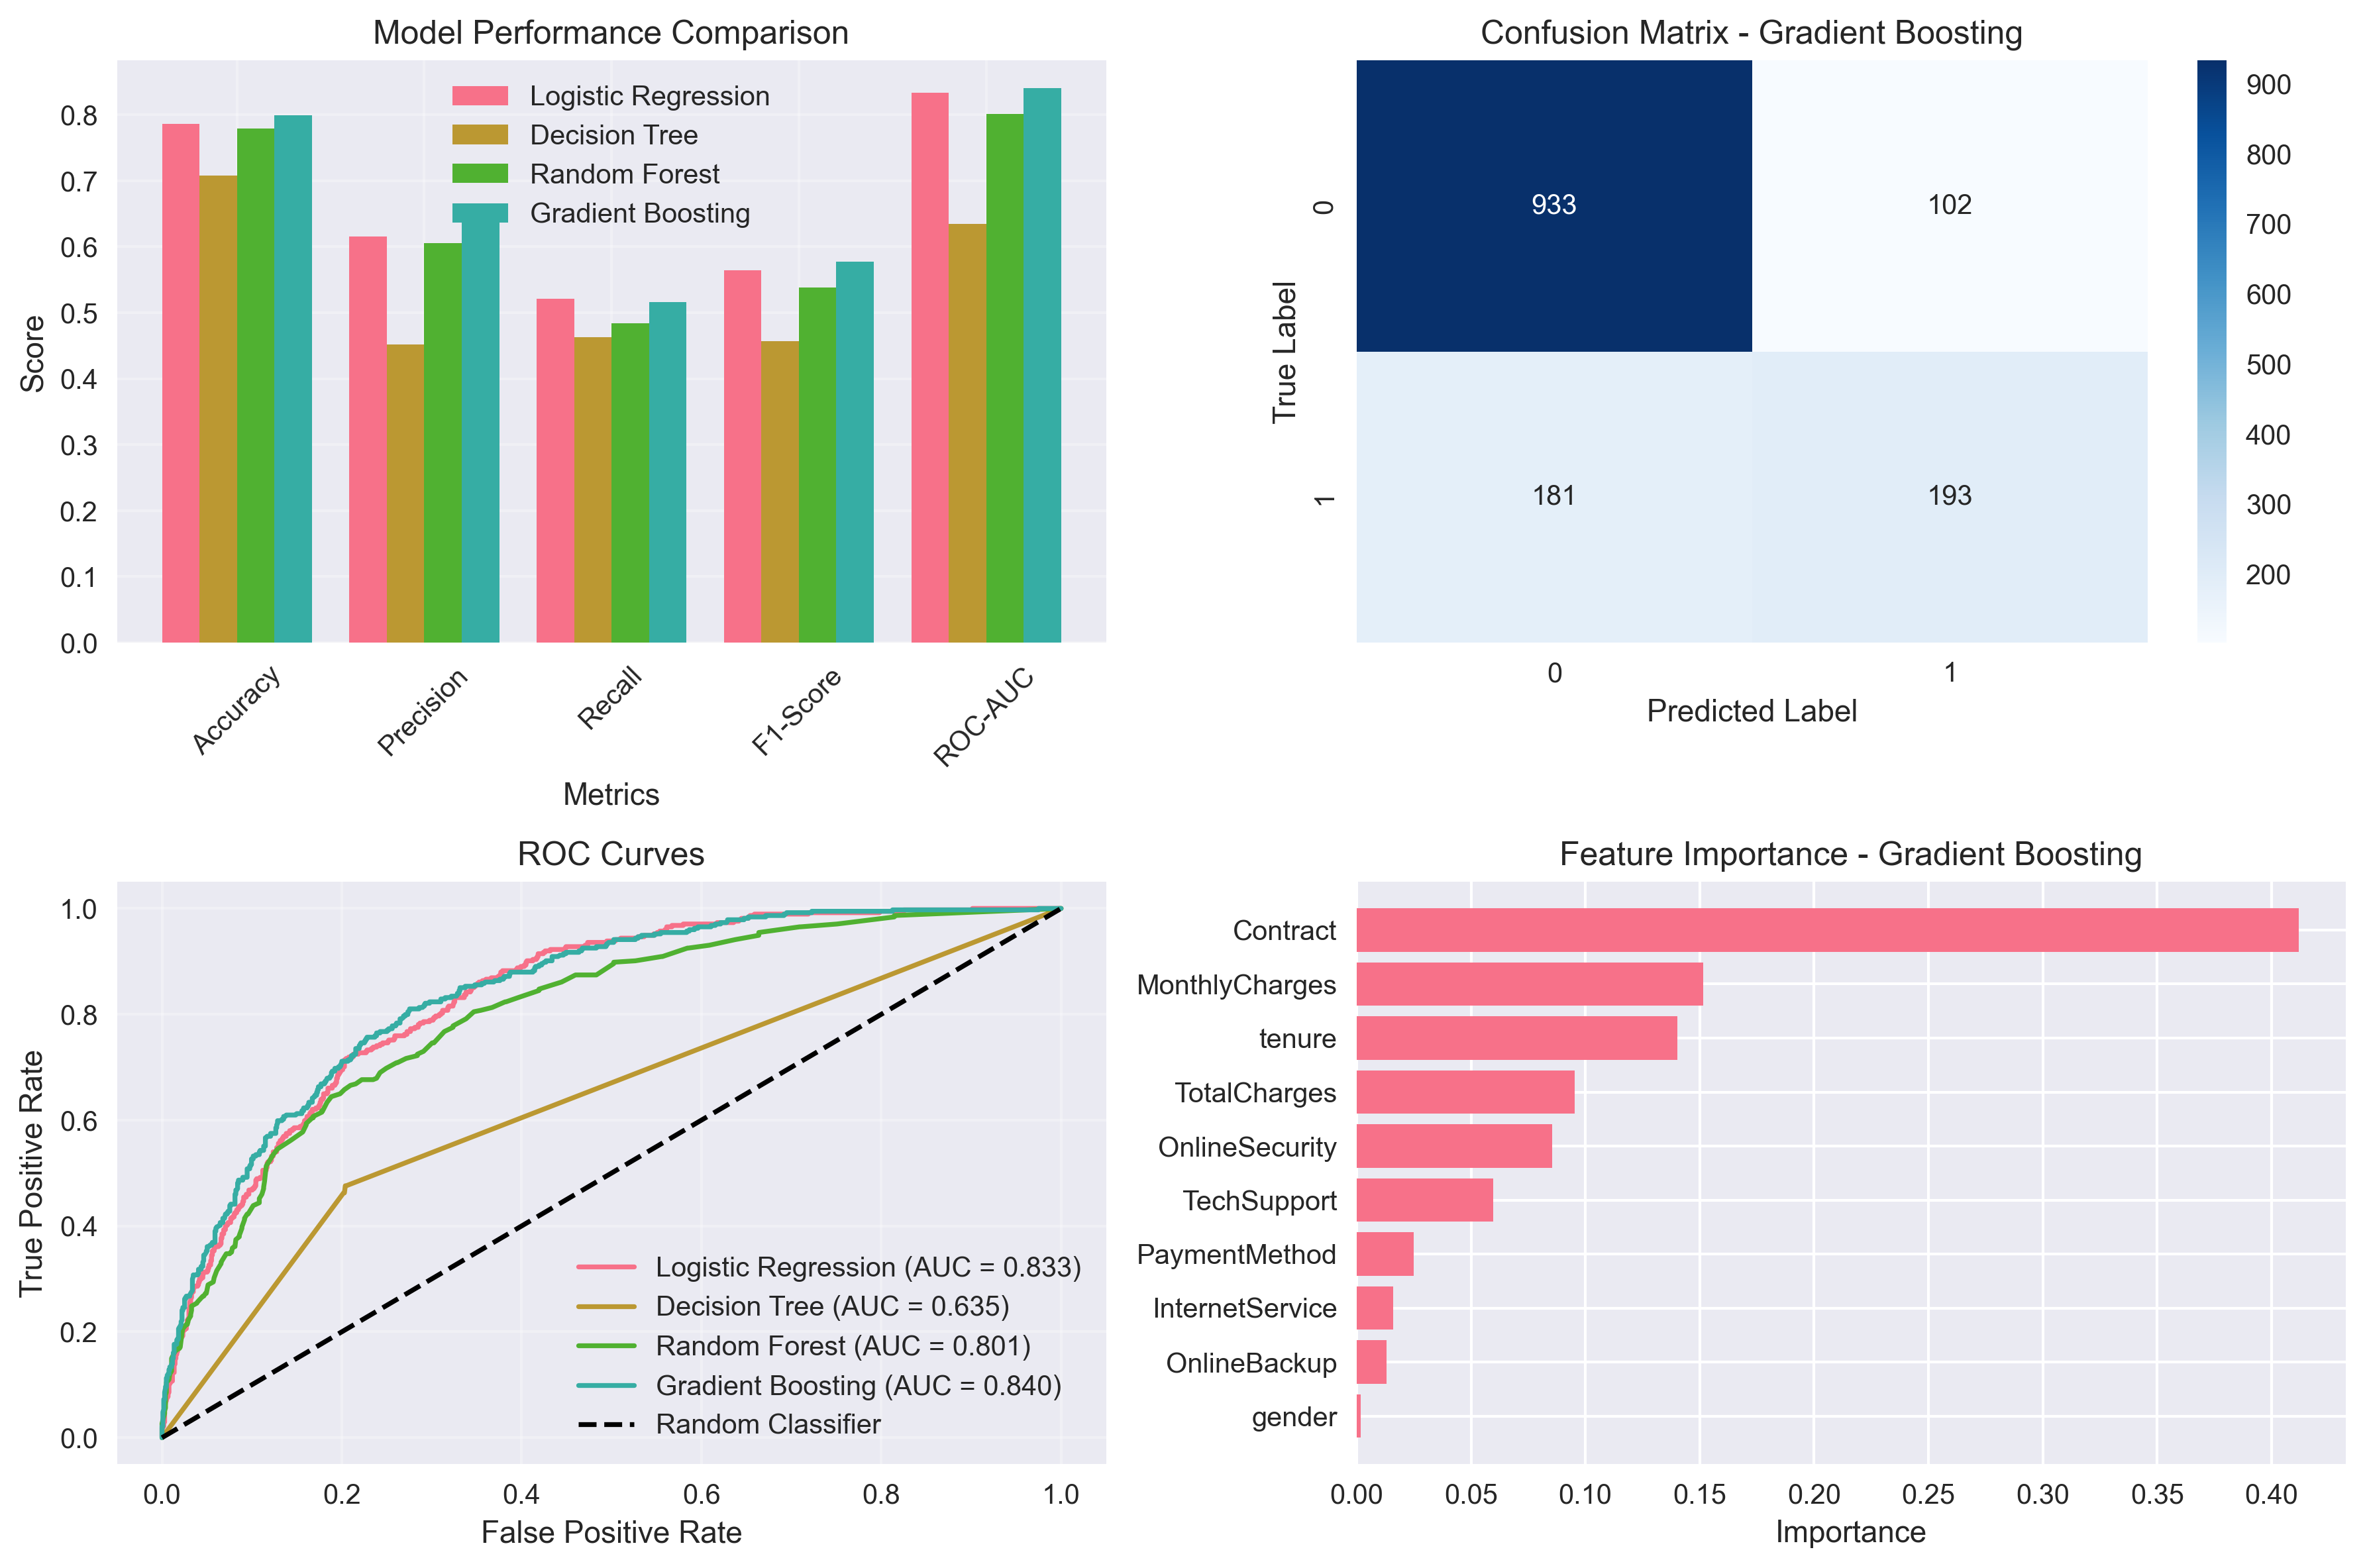 Model Performance Comparison
Logistic Regression
Decision Tree
Random Forest
Gradient Boosting
Score
0.8
0.7
0.6
0.5
0.4
0.3
0.2
0.1
0.0
Accuracy
Precision
Recall
F1-Score
ROC-AUC
Metrics
Confusion Matrix - Gradient Boosting
True Label
0
1
933
102
181
193
0
1
Predicted Label
900
800
700
600
500
400
300
200
ROC Curves
True Positive Rate
1.0
0.8
0.6
0.4
0.2
0.0
Logistic Regression (AUC = 0.833)
Decision Tree (AUC = 0.635)
Random Forest (AUC = 0.801)
Gradient Boosting (AUC = 0.840)
Random Classifier
0.0
0.2
0.4
0.6
0.8
1.0
False Positive Rate
Feature Importance - Gradient Boosting
Contract
MonthlyCharges
tenure
TotalCharges
OnlineSecurity
TechSupport
PaymentMethod
InternetService
OnlineBackup
gender
0.00
0.05
0.10
0.15
0.20
0.25
0.30
0.35
0.40
Importance